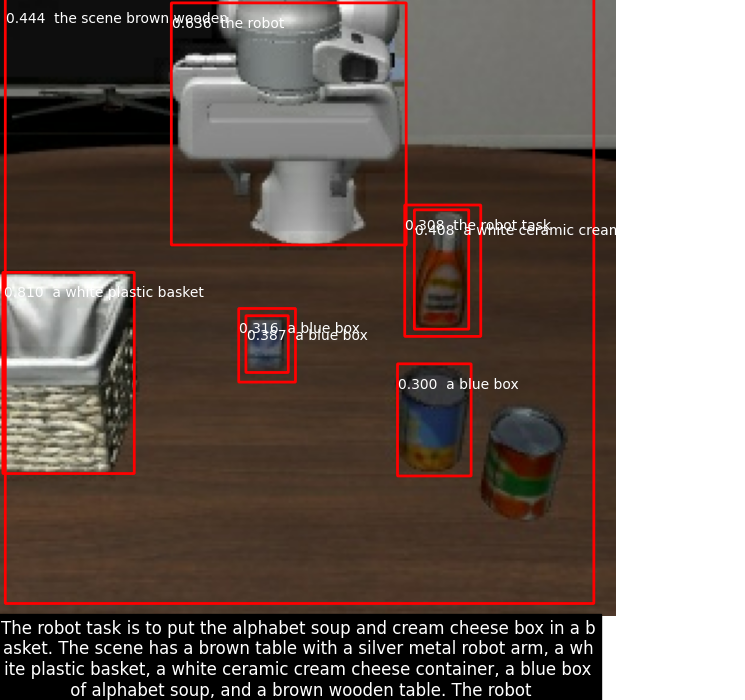 0.444  the scene brown wooden
0.636  the robot
0.308  the robot task
0.408  a white ceramic cream
0.810  a white plastic basket
0.316  a blue box
0.387  a blue box
0.300  a blue box
The robot task is to put the alphabet soup and cream cheese box in a b
asket. The scene has a brown table with a silver metal robot arm, a wh
ite plastic basket, a white ceramic cream cheese container, a blue box
of alphabet soup, and a brown wooden table. The robot